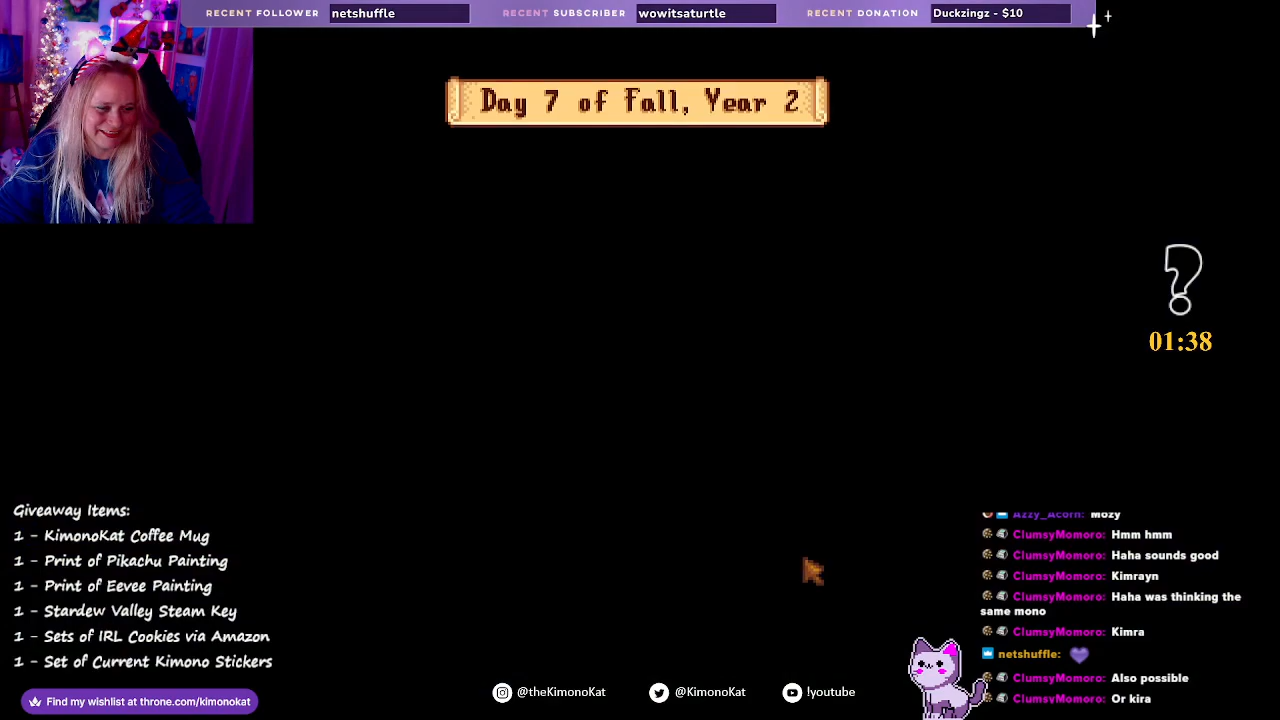 RECENT FOLLOWER netshuffle RECENT SUBSCRIBER wowitsaturtle RECENT DONATION Duckzingz - $10
Day 7 of Fall, Year 2
?
01:38
Giveaway Items:
1 - KimonoKat Coffee Mug
1 - Print of Pikachu Painting
1 - Print of Eevee Painting
1 - Stardew Valley Steam Key
1 - Sets of IRL Cookies via Amazon
1 - Set of Current Kimono Stickers
Find my wishlist at throne.com/kimonokat
@theKimonoKat @KimonoKat !youtube
Azzy_Acorn: Mozy
ClumsyMomoro: Hmm hmm
ClumsyMomoro: Haha sounds good
ClumsyMomoro: Kimrayn
ClumsyMomoro: Haha was thinking the
same mono
ClumsyMomoro: Kimra
netshuffle:
ClumsyMomoro: Also possible
ClumsyMomoro: Or kira